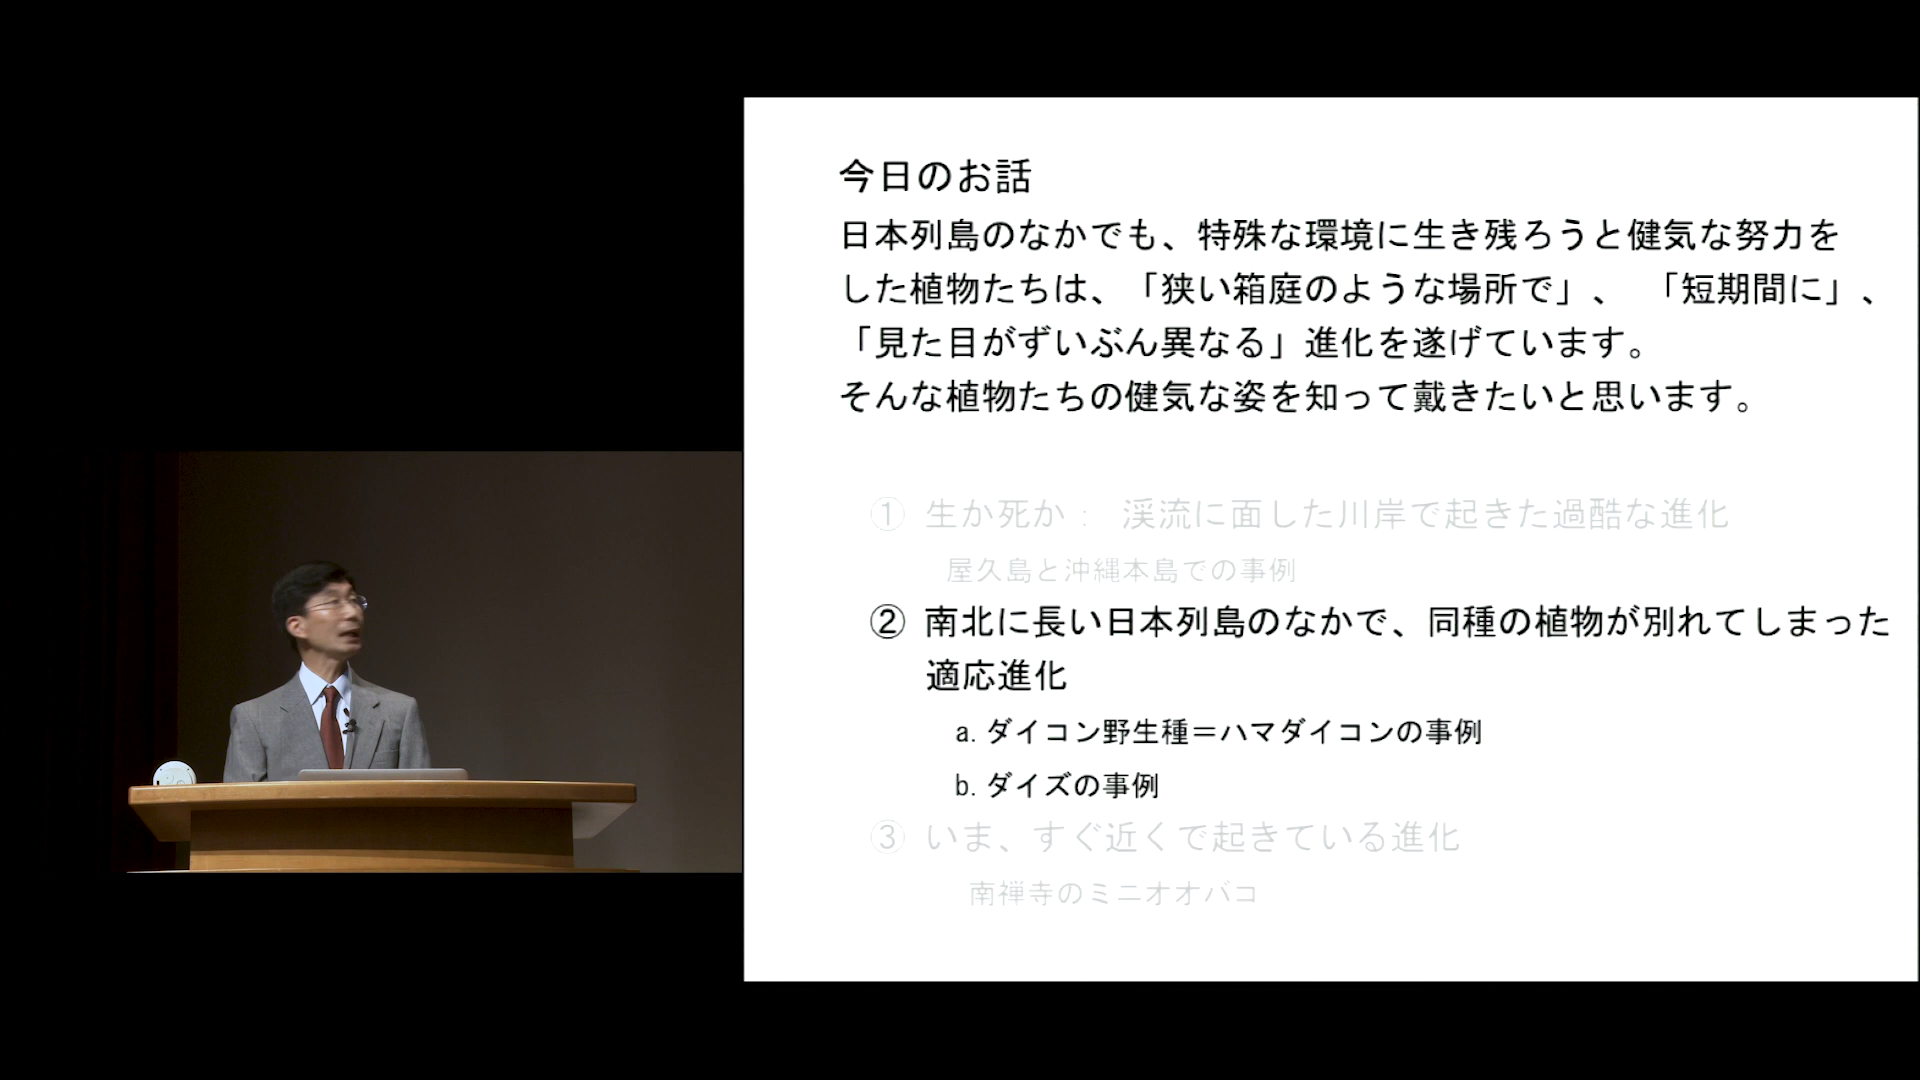 今日のお話
日本列島のなかでも、特殊な環境に生き残ろうと健気な努力を
した植物たちは、「狭い箱庭のような場所で」、 「短期間に」、
「見た目がずいぶん異なる」進化を遂げています。
そんな植物たちの健気な姿を知って戴きたいと思います。
① 生か死か： 渓流に面した川岸で起きた過酷な進化
屋久島と沖縄本島での事例
② 南北に長い日本列島のなかで、同種の植物が別れてしまった
適応進化
a. ダイコン野生種＝ハマダイコンの事例
b. ダイズの事例
③ いま、すぐ近くで起きている進化
南禅寺のミニオオバコ